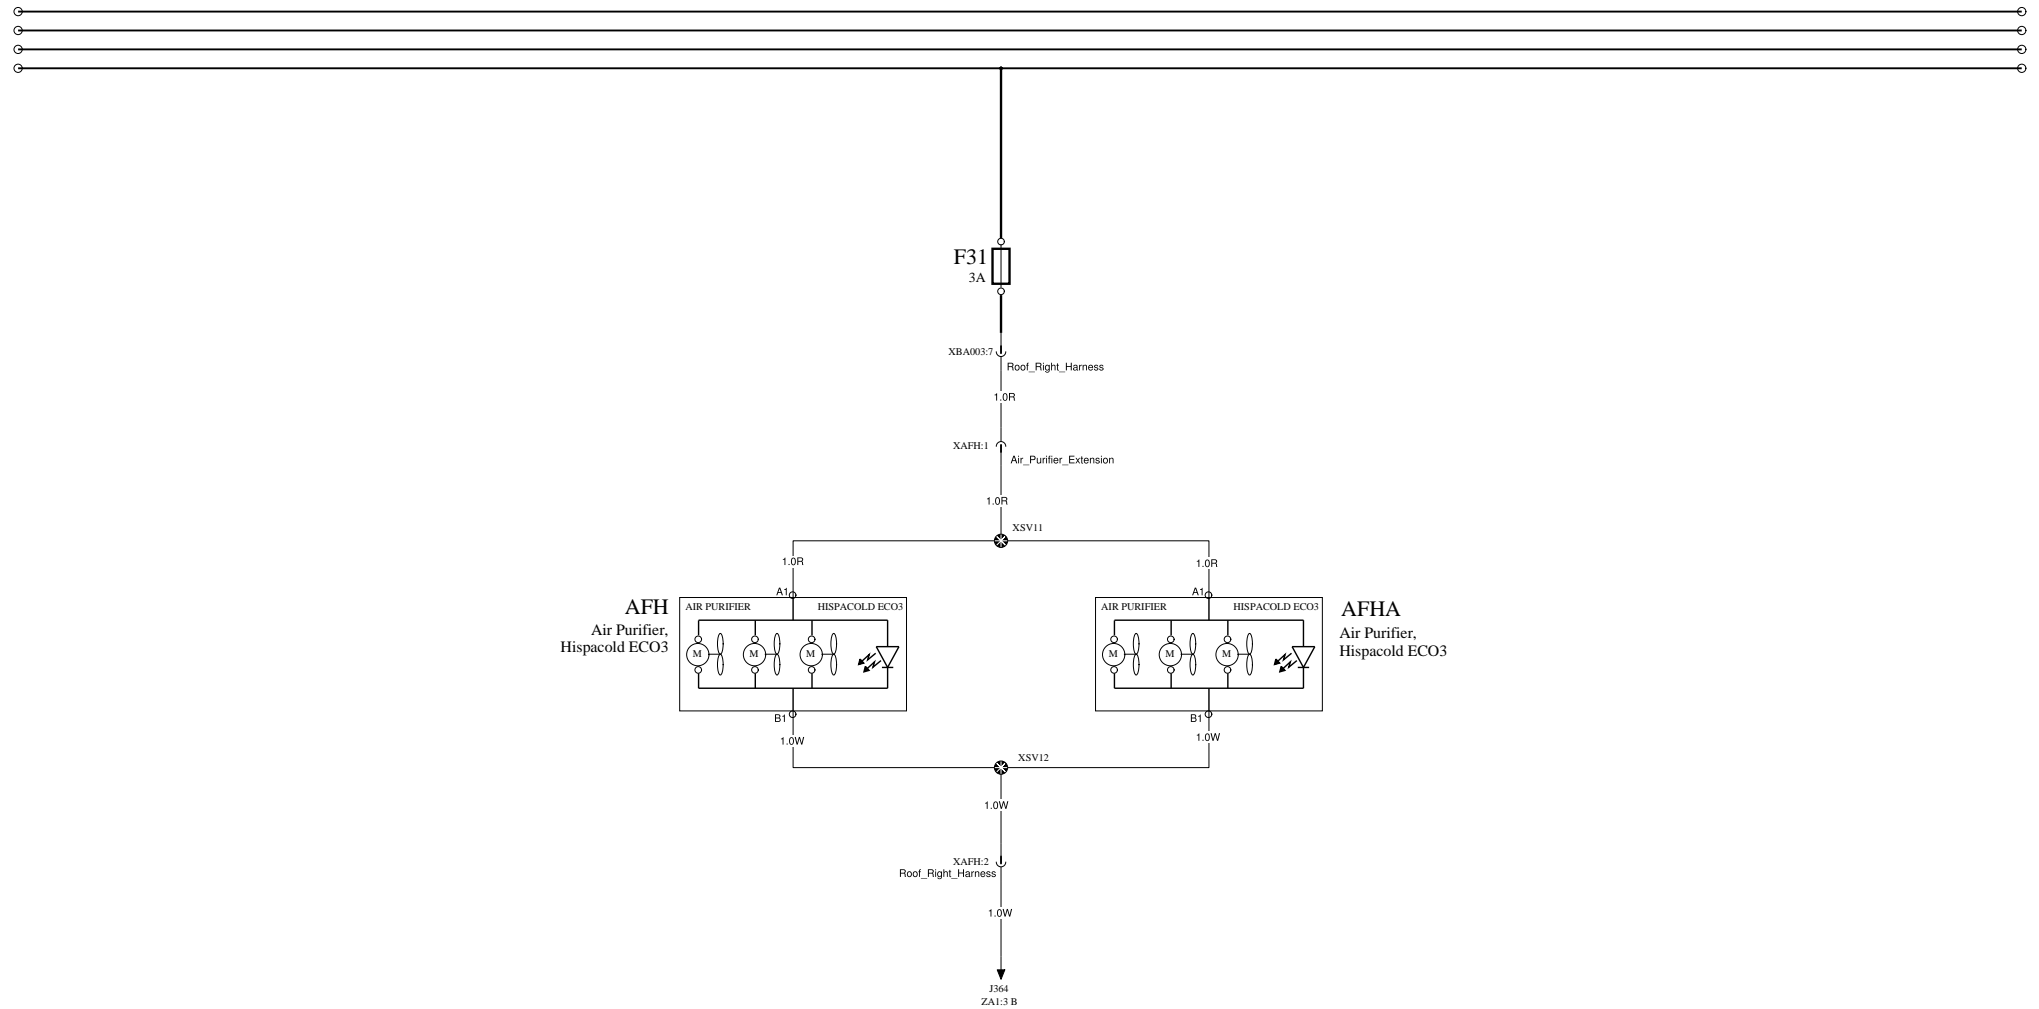 F31
3A
XBA003:7
Roof_Right_Harness
1.0R
XAFH:1
Air_Purifier_Extension
1.0R
XSV11
1.0R
1.0R
A1
A1
AFH
Air Purifier,
Hispacold ECO3
AIR PURIFIER HISPACOLD ECO3
M M M
B1
1.0W
AIR PURIFIER HISPACOLD ECO3
M M M
AFHA
Air Purifier,
Hispacold ECO3
B1
1.0W
XSV12
1.0W
XAFH:2
Roof_Right_Harness
1.0W
J364
ZA1:3 B